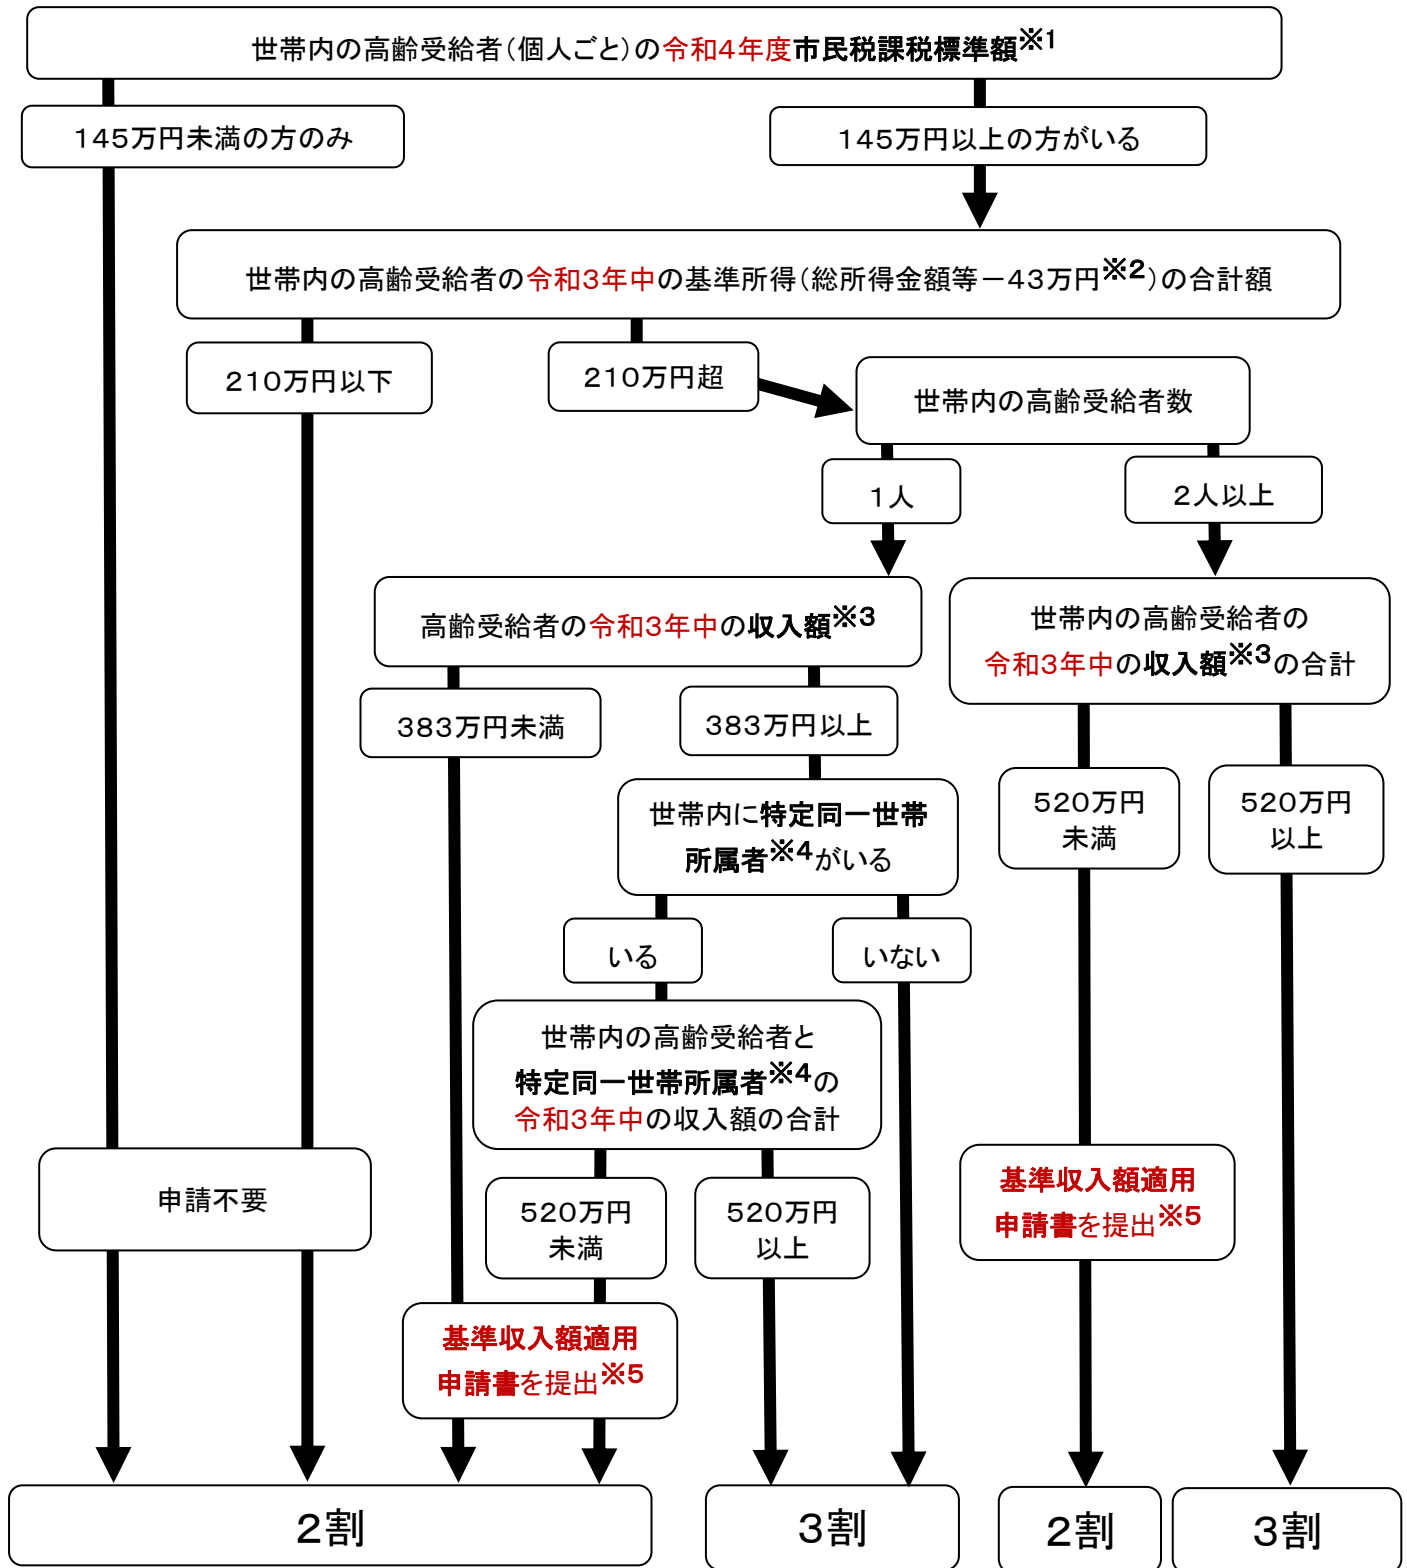 世帯内の高齢受給者（個人ごと）の令和４年度市民税課税標準額※1
145万円未満の方のみ
145万円以上の方がいる
世帯内の高齢受給者の令和３年中の基準所得（総所得金額等－43万円※2）の合計額
210万円以下
210万円超
世帯内の高齢受給者数
１人
２人以上
高齢受給者の令和３年中の収入額※3
世帯内の高齢受給者の
令和３年中の収入額※3の合計
383万円未満
383万円以上
520万円
未満
520万円
以上
世帯内に特定同一世帯
所属者※4がいる
いる
いない
世帯内の高齢受給者と
特定同一世帯所属者※4の
令和３年中の収入額の合計
申請不要
520万円
未満
520万円
以上
基準収入額適用
申請書を提出※5
基準収入額適用
申請書を提出※5
２割
３割
２割
３割